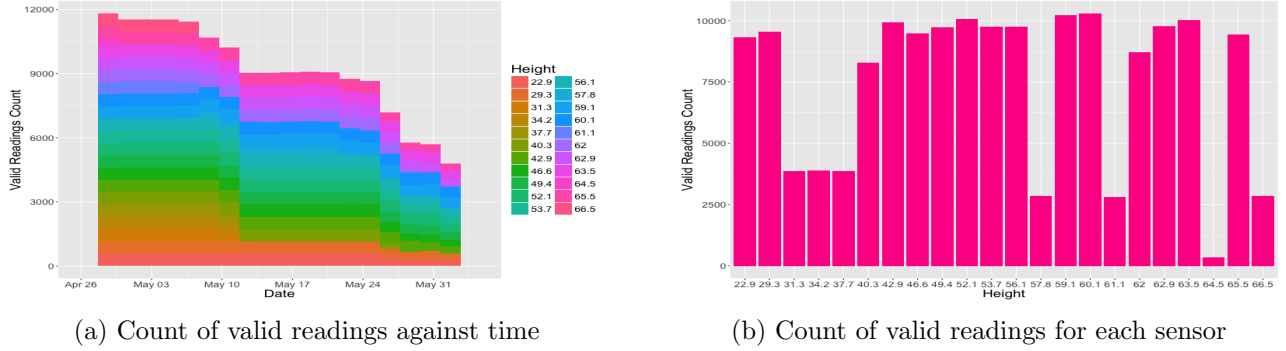 12000
9000
6000
3000
0
Valid Readings Count
Apr 26 May 03 May 10 May 17 May 24 May 31
Date
Height
22.9 56.1
29.3 57.8
31.3 59.1
34.2 60.1
37.7 61.1
40.3 62
42.9 62.9
46.6 63.5
49.4 64.5
52.1 65.5
53.7 66.5
(a) Count of valid readings against time
10000
7500
5000
2500
0
Valid Readings Count
22.9 29.3 31.3 34.2 37.7 40.3 42.9 46.6 49.4 52.1 53.7 56.1 57.8 59.1 60.1 61.1 62 62.9 63.5 64.5 65.5 66.5
Height
(b) Count of valid readings for each sensor